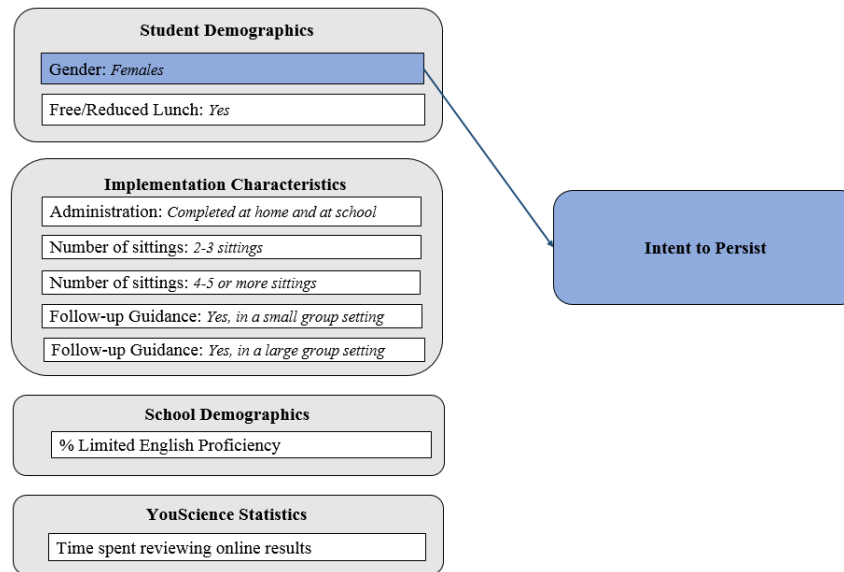 Student Demographics
Gender: Females
Free/Reduced Lunch: Yes
Implementation Characteristics
Administration: Completed at home and at school
Number of sittings: 2-3 sittings
Number of sittings: 4-5 or more sittings
Follow-up Guidance: Yes, in a small group setting
Follow-up Guidance: Yes, in a large group setting
School Demographics
% Limited English Proficiency
YouScience Statistics
Time spent reviewing online results
Intent to Persist